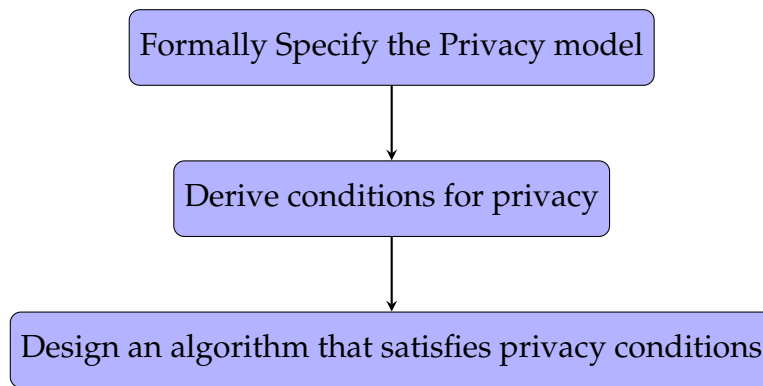 Formally Specify the Privacy model
Derive conditions for privacy
Design an algorithm that satisfies privacy conditions